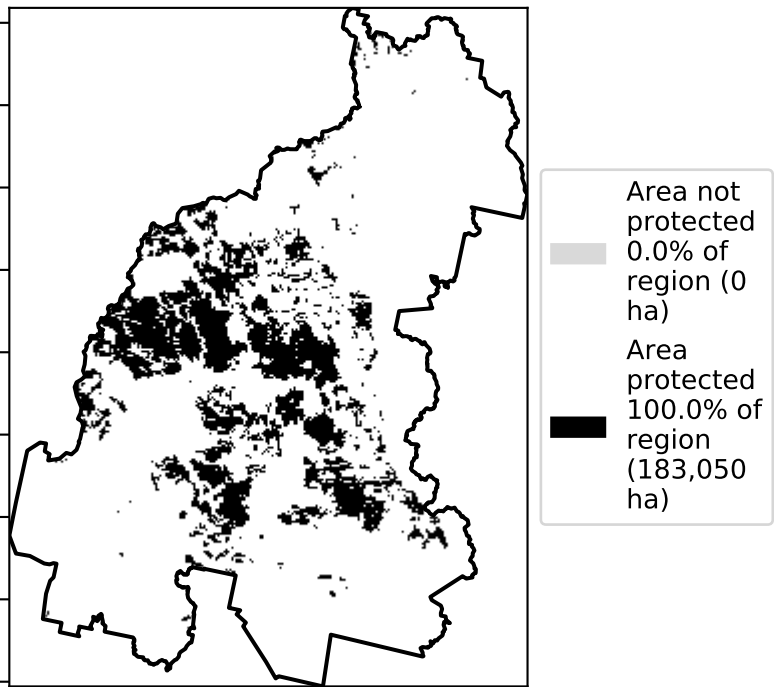 Area not
protected
0.0% of
region (0
ha)
Area
protected
100.0% of
region
(183,050
ha)